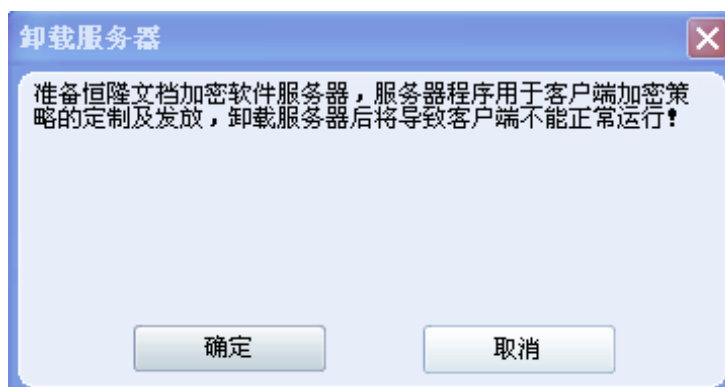 卸载服务器
准备恒隆文档加密软件服务器，服务器程序用于客户端加密策
略的定制及发放，卸载服务器后将导致客户端不能正常运行！
确定
取消